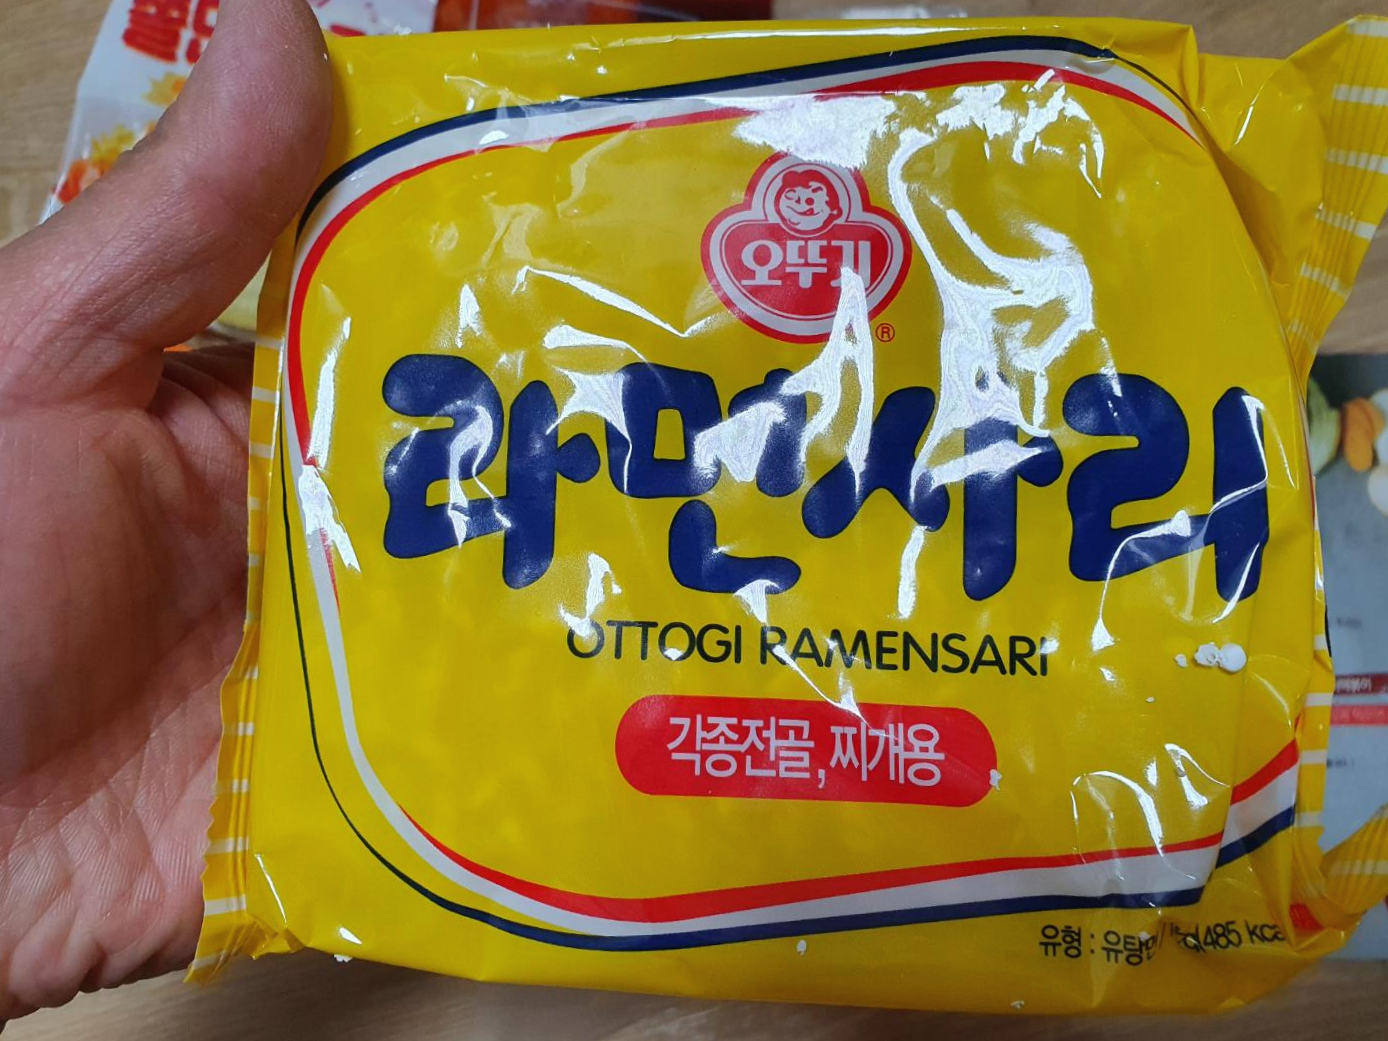 오뚜기
®
라면사리
OTTOGI RAMENSARI
각종전골,찌개용
유형 : 유탕면/ (485 kca